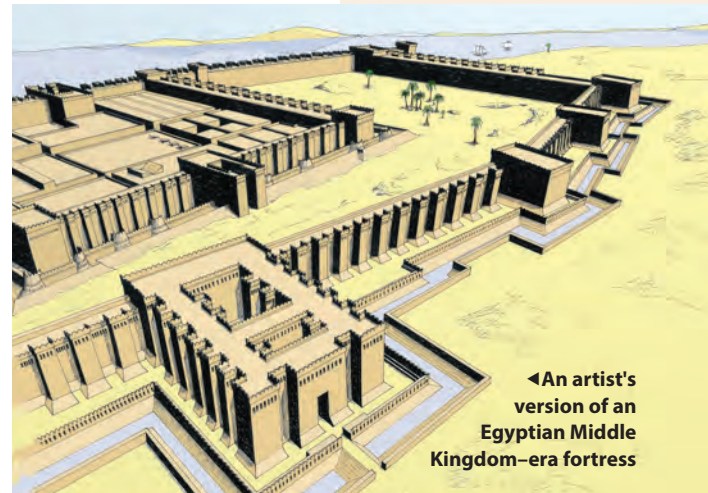 ◄An artist's
version of an
Egyptian Middle
Kingdom–era fortress